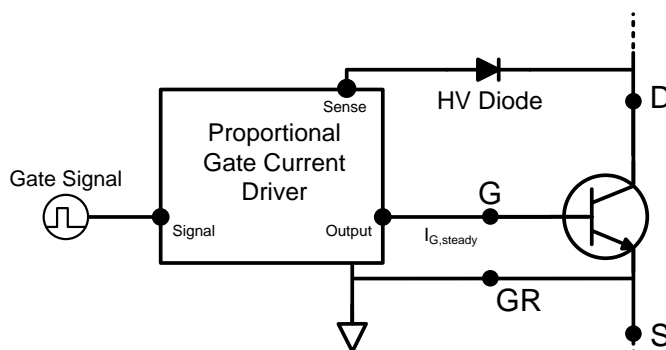 Sense
HV Diode
D
Proportional
Gate Current
Driver
Gate Signal
G
Signal
Output
I_G,steady
GR
S